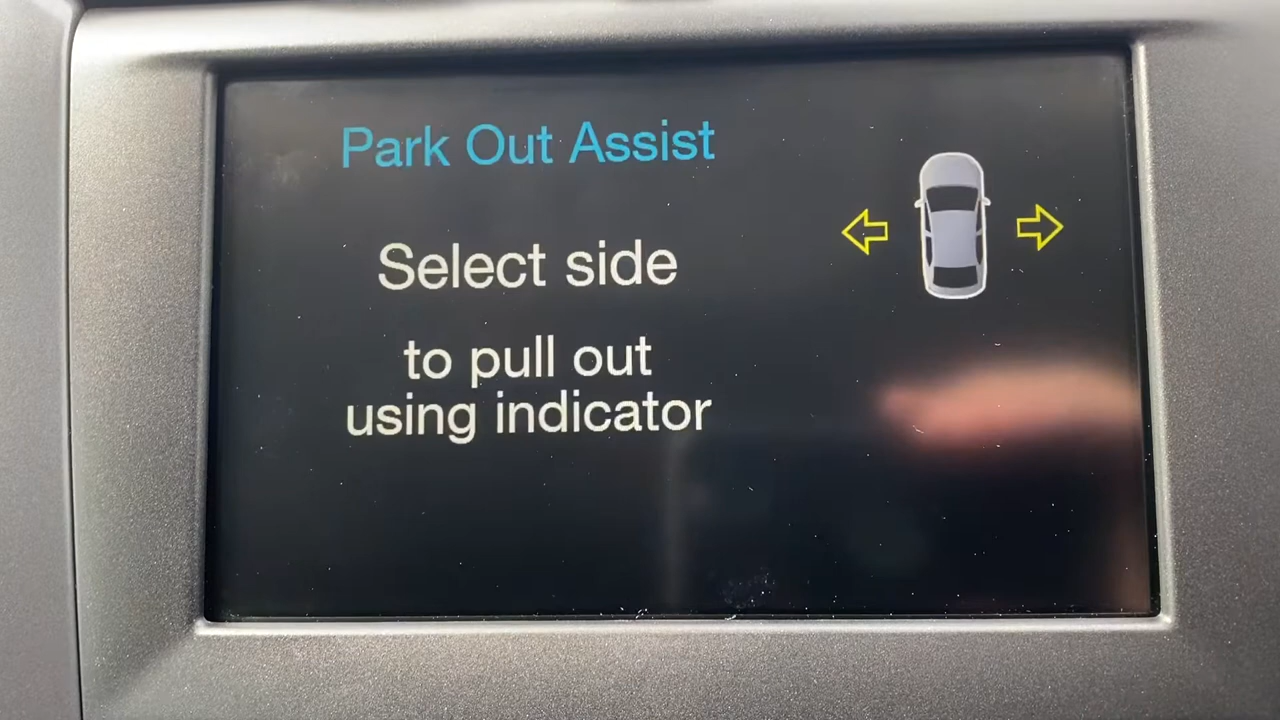 Park Out Assist
Select side
to pull out
using indicator